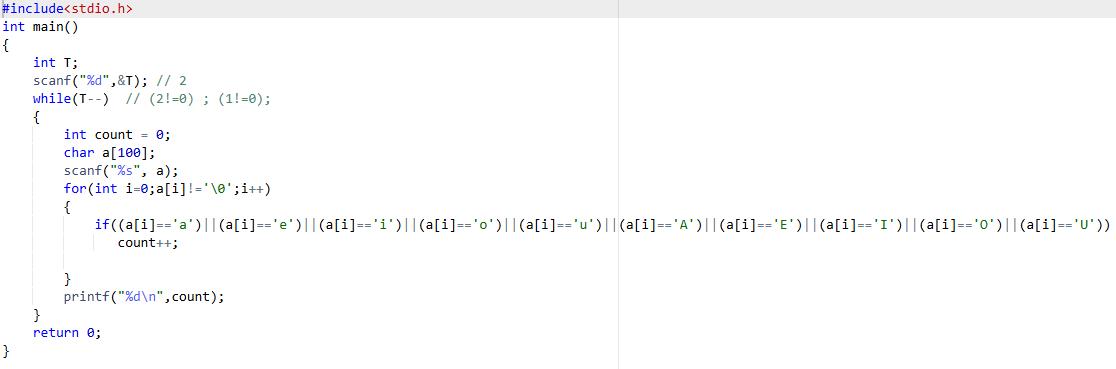 #include<stdio.h>
int main()
{
    int T;
    scanf("%d",&T); // 2
    while(T--)  // (2!=0) ; (1!=0);
    {
        int count = 0;
        char a[100];
        scanf("%s", a);
        for(int i=0;a[i]!='\0';i++)
        {
            if((a[i]=='a')||(a[i]=='e')||(a[i]=='i')||(a[i]=='o')||(a[i]=='u')||(a[i]=='A')||(a[i]=='E')||(a[i]=='I')||(a[i]=='O')||(a[i]=='U'))
               count++;

        }
        printf("%d\n",count);
    }
    return 0;
}